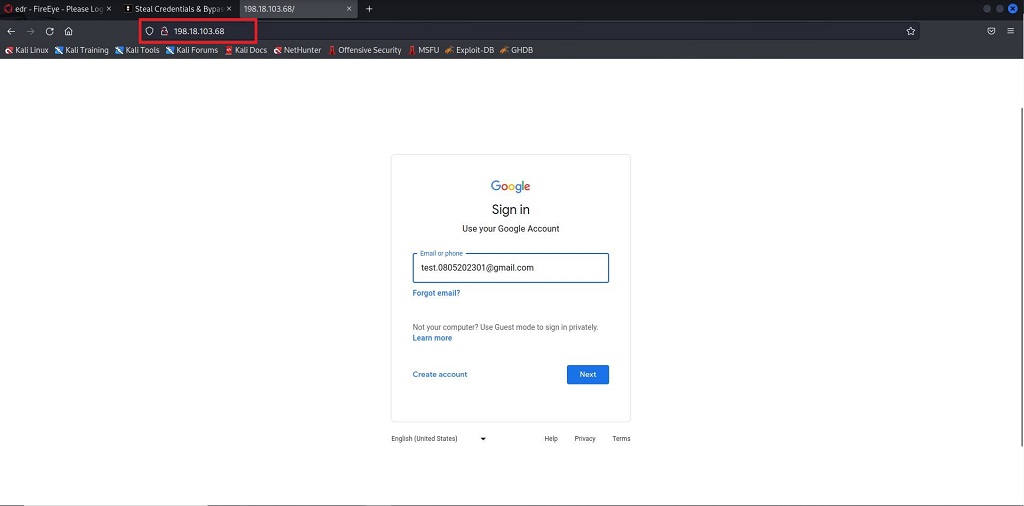 edr - FireEye - Please Log
Steal Credentials & Bypas
198.18.103.68/
198.18.103.68
Kali Linux Kali Training Kali Tools Kali Forums Kali Docs NetHunter Offensive Security MSFU Exploit-DB GHDB
Google
Sign in
Use your Google Account
Email or phone
test.0805202301@gmail.com
Forgot email?
Not your computer? Use Guest mode to sign in privately.
Learn more
Create account Next
English (United States) Help Privacy Terms